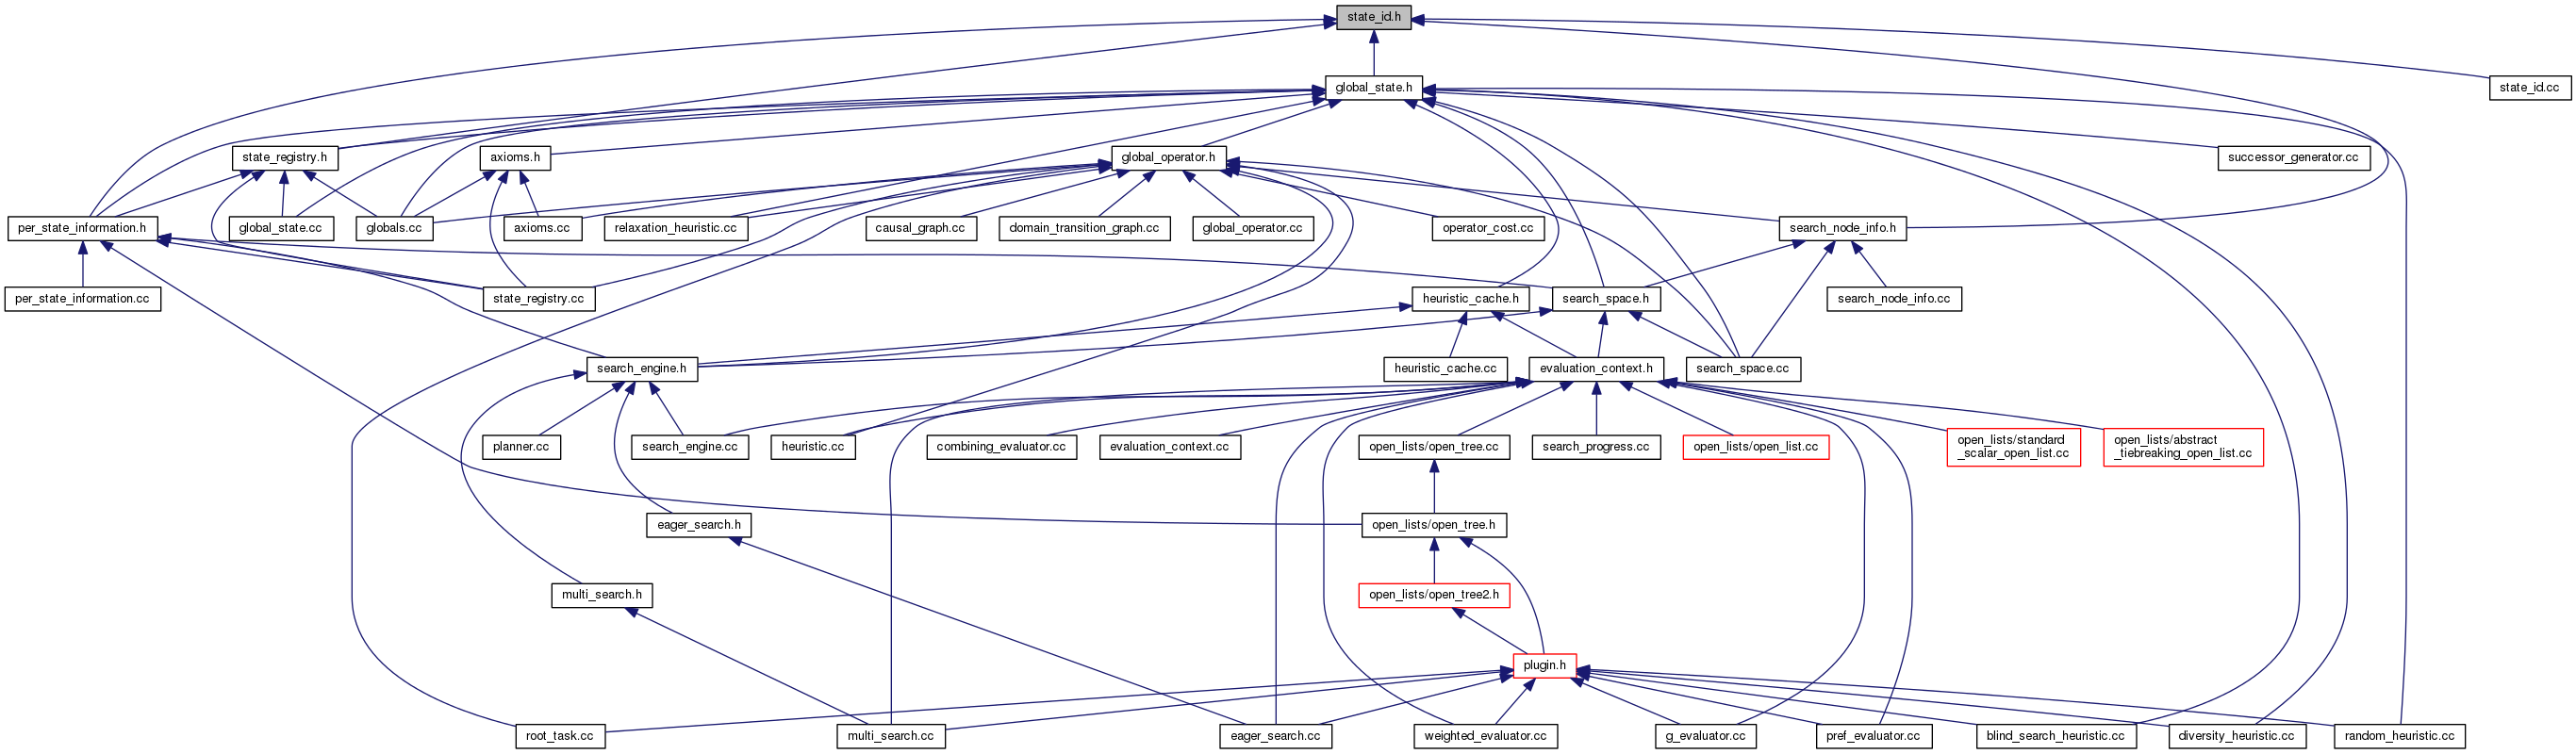 state_id.h
global_state.h
state_id.cc
state_registry.h
axioms.h
global_operator.h
successor_generator.cc
per_state_information.h
global_state.cc
globals.cc
axioms.cc
relaxation_heuristic.cc
causal_graph.cc
domain_transition_graph.cc
global_operator.cc
operator_cost.cc
search_node_info.h
per_state_information.cc
state_registry.cc
heuristic_cache.h
search_space.h
search_node_info.cc
search_engine.h
heuristic_cache.cc
evaluation_context.h
search_space.cc
planner.cc
search_engine.cc
heuristic.cc
combining_evaluator.cc
evaluation_context.cc
open_lists/open_tree.cc
search_progress.cc
open_lists/open_list.cc
open_lists/standard
_scalar_open_list.cc
open_lists/abstract
_tiebreaking_open_list.cc
eager_search.h
open_lists/open_tree.h
multi_search.h
open_lists/open_tree2.h
plugin.h
root_task.cc
multi_search.cc
eager_search.cc
weighted_evaluator.cc
g_evaluator.cc
pref_evaluator.cc
blind_search_heuristic.cc
diversity_heuristic.cc
random_heuristic.cc